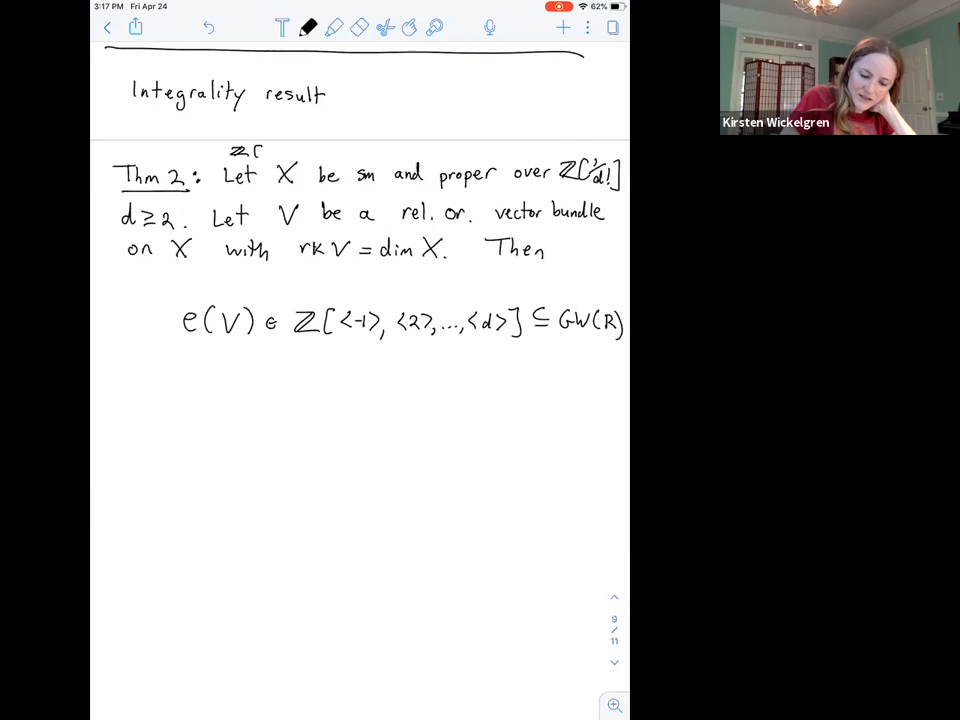 3:17 PM Fri Apr 24
62%
T
Integrality result
ℤ[
Thm 2: Let X be sm and proper over ℤ[1/d!]
d ≥ 2. Let V be a rel. or. vector bundle
on X with rk V = dim X. Then
e(V) ∈ ℤ[<-1>, <2>, ..., <d>] ⊆ GW(R)
9
/
11
Kirsten Wickelgren